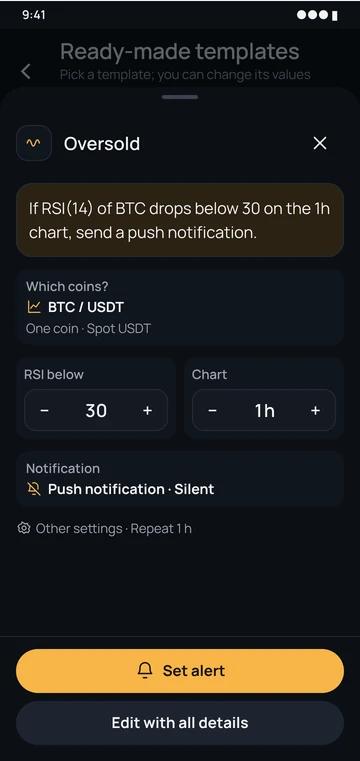 9:41
Ready-made templates
Pick a template; you can change its values
Oversold
If RSI(14) of BTC drops below 30 on the 1h
chart, send a push notification.
Which coins?
BTC / USDT
One coin · Spot USDT
RSI below
Chart
− 30 +
− 1h +
Notification
Push notification · Silent
Other settings · Repeat 1 h
Set alert
Edit with all details